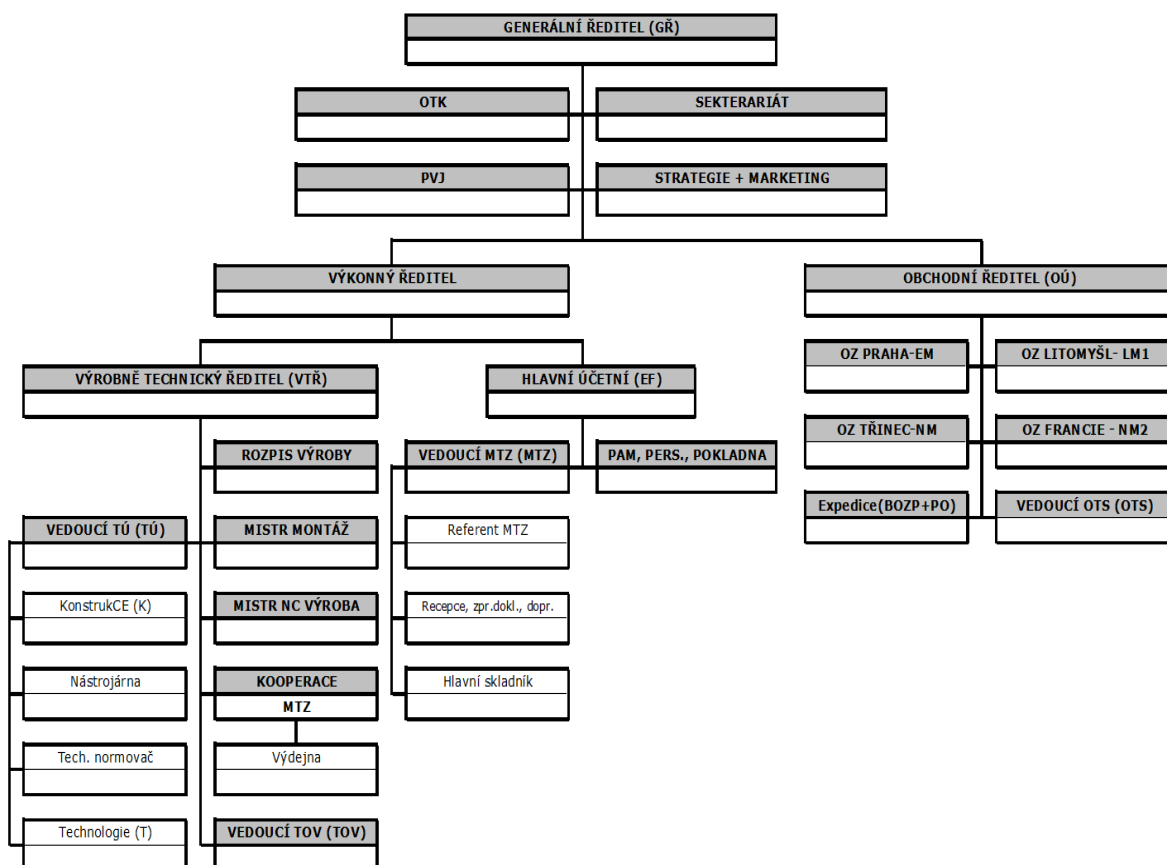 GENERÁLNÍ ŘEDITEL (GŘ)
OTK
SEKTERARIÁT
PVJ
STRATEGIE + MARKETING
VÝKONNÝ ŘEDITEL
OBCHODNÍ ŘEDITEL (OÚ)
OZ PRAHA-EM
OZ LITOMYŠL- LM1
VÝROBNĚ TECHNICKÝ ŘEDITEL (VTŘ)
HLAVNÍ ÚČETNÍ (EF)
OZ TŘINEC-NM
OZ FRANCIE - NM2
ROZPIS VÝROBY
VEDOUCÍ MTZ (MTZ)
PAM, PERS., POKLADNA
Expedice(BOZP+PO)
VEDOUCÍ OTS (OTS)
VEDOUCÍ TÚ (TÚ)
MISTR MONTÁŽ
Referent MTZ
KonstrukCE (K)
MISTR NC VÝROBA
Recepce, zpr.dokl., dopr.
Nástrojárna
KOOPERACE
Hlavní skladník
MTZ
Tech. normovač
Výdejna
Technologie (T)
VEDOUCÍ TOV (TOV)